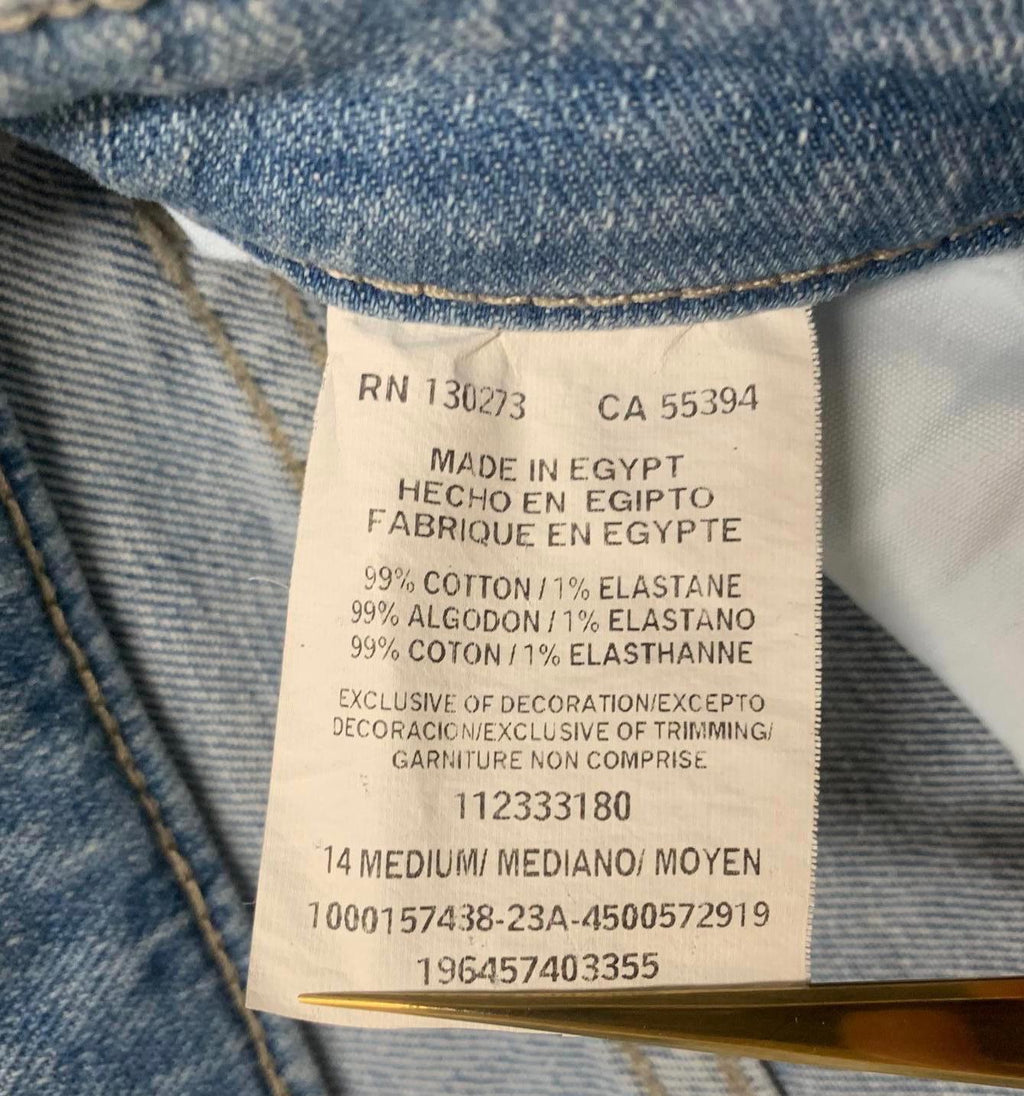 RN 130273 CA 55394
MADE IN EGYPT
HECHO EN EGIPTO
FABRIQUE EN EGYPTE
99% COTTON / 1% ELASTANE
99% ALGODON / 1% ELASTANO
99% COTON / 1% ELASTHANNE
EXCLUSIVE OF DECORATION/EXCEPTO
DECORACION/EXCLUSIVE OF TRIMMING/
GARNITURE NON COMPRISE
112333180
14 MEDIUM/ MEDIANO/ MOYEN
1000157438-23A-4500572919
196457403355